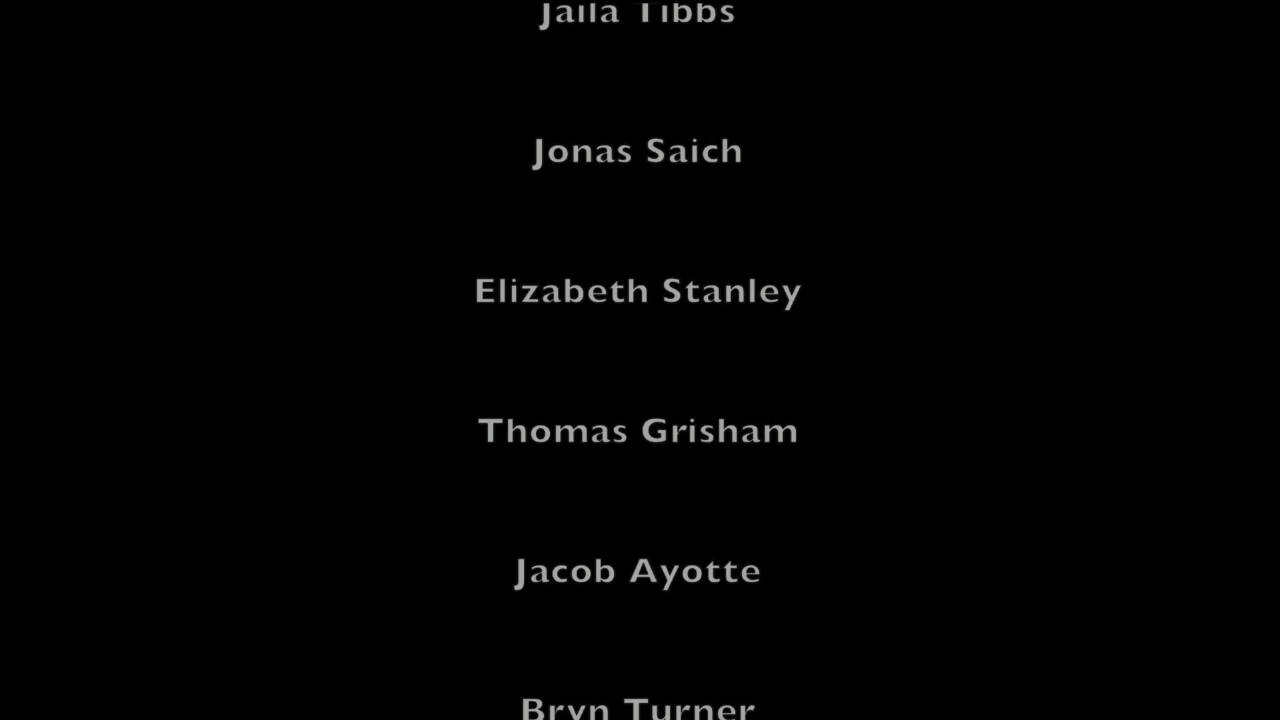 Jaila Tibbs
Jonas Saich
Elizabeth Stanley
Thomas Grisham
Jacob Ayotte
Bryn Turner